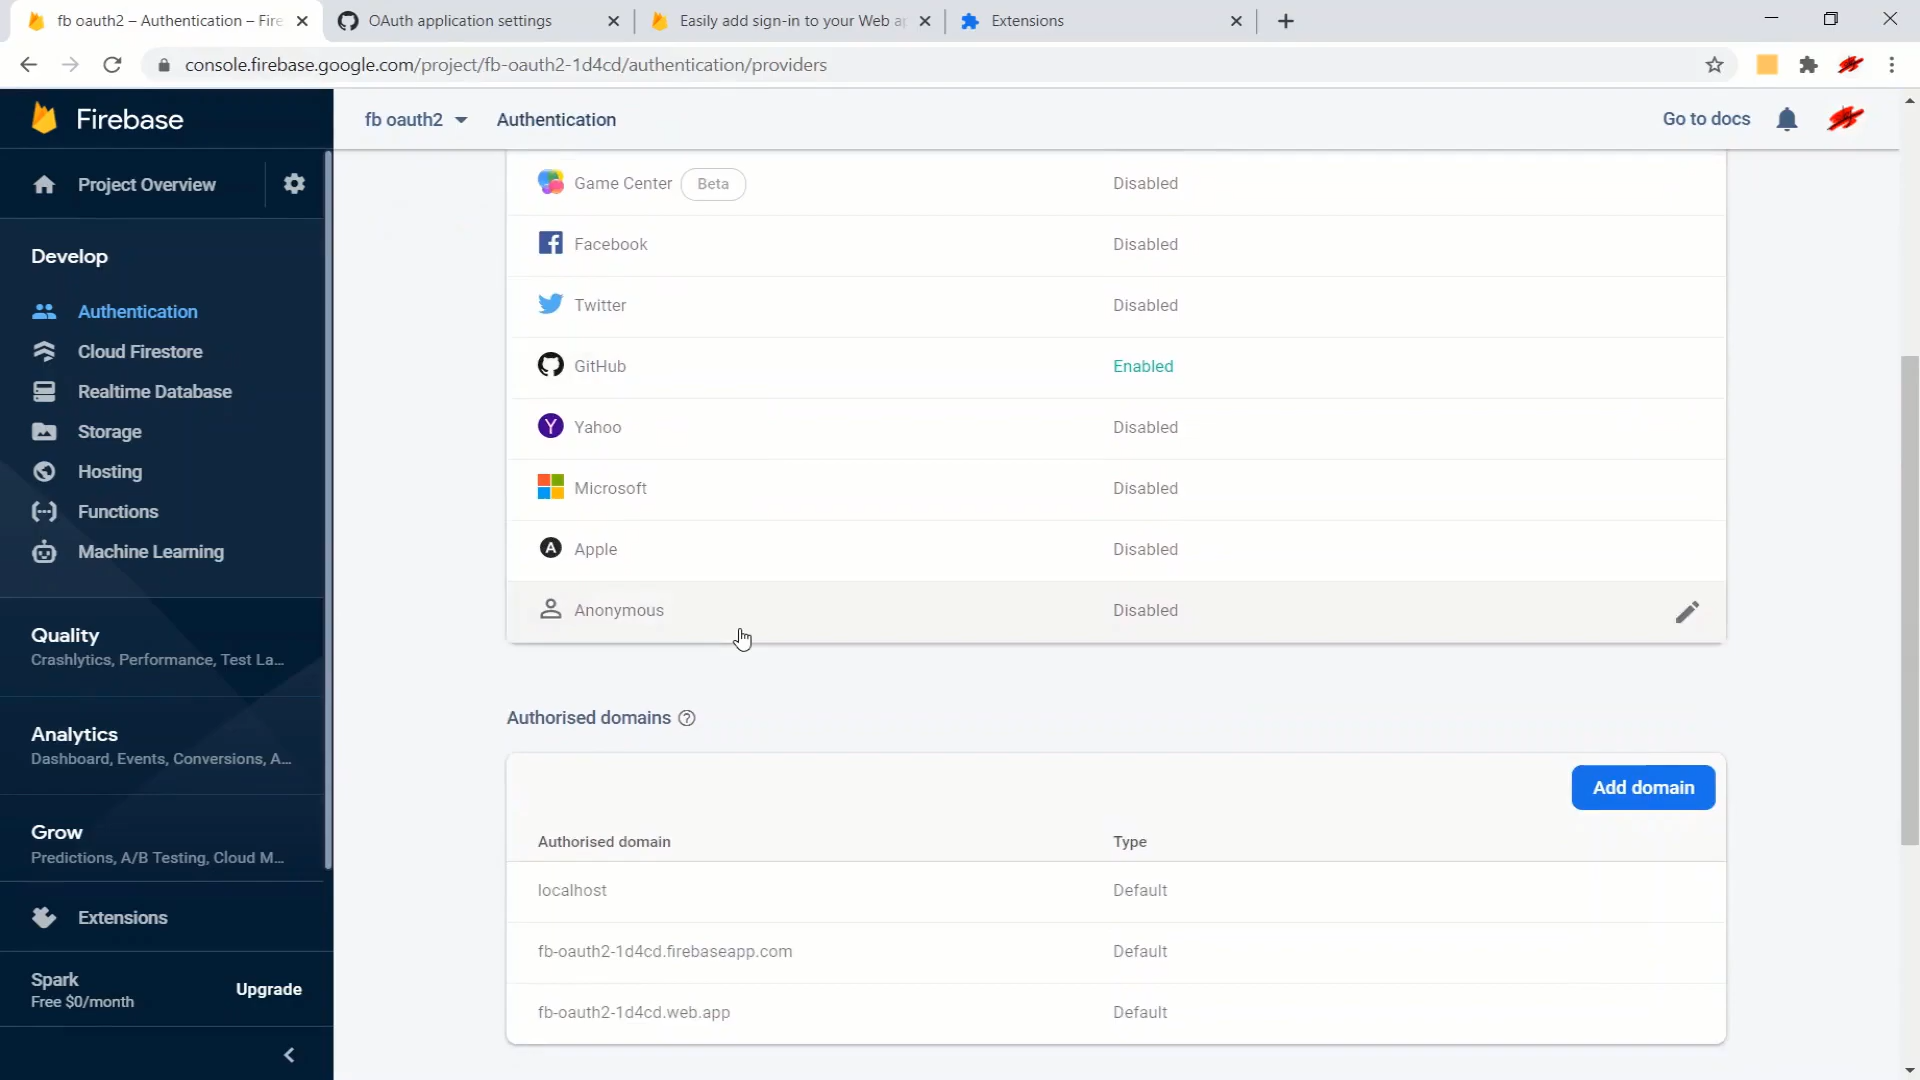 fb oauth2 – Authentication – Fire
OAuth application settings
Easily add sign-in to your Web ap
Extensions
console.firebase.google.com/project/fb-oauth2-1d4cd/authentication/providers
Firebase
fb oauth2
Authentication
Go to docs
Project Overview
Develop
Authentication
Cloud Firestore
Realtime Database
Storage
Hosting
Functions
Machine Learning
Quality
Crashlytics, Performance, Test La...
Analytics
Dashboard, Events, Conversions, A...
Grow
Predictions, A/B Testing, Cloud M...
Extensions
Spark
Free $0/month
Upgrade
Game Center Beta Disabled
Facebook Disabled
Twitter Disabled
GitHub Enabled
Yahoo Disabled
Microsoft Disabled
Apple Disabled
Anonymous Disabled
Authorised domains
Add domain
Authorised domain Type
localhost Default
fb-oauth2-1d4cd.firebaseapp.com Default
fb-oauth2-1d4cd.web.app Default